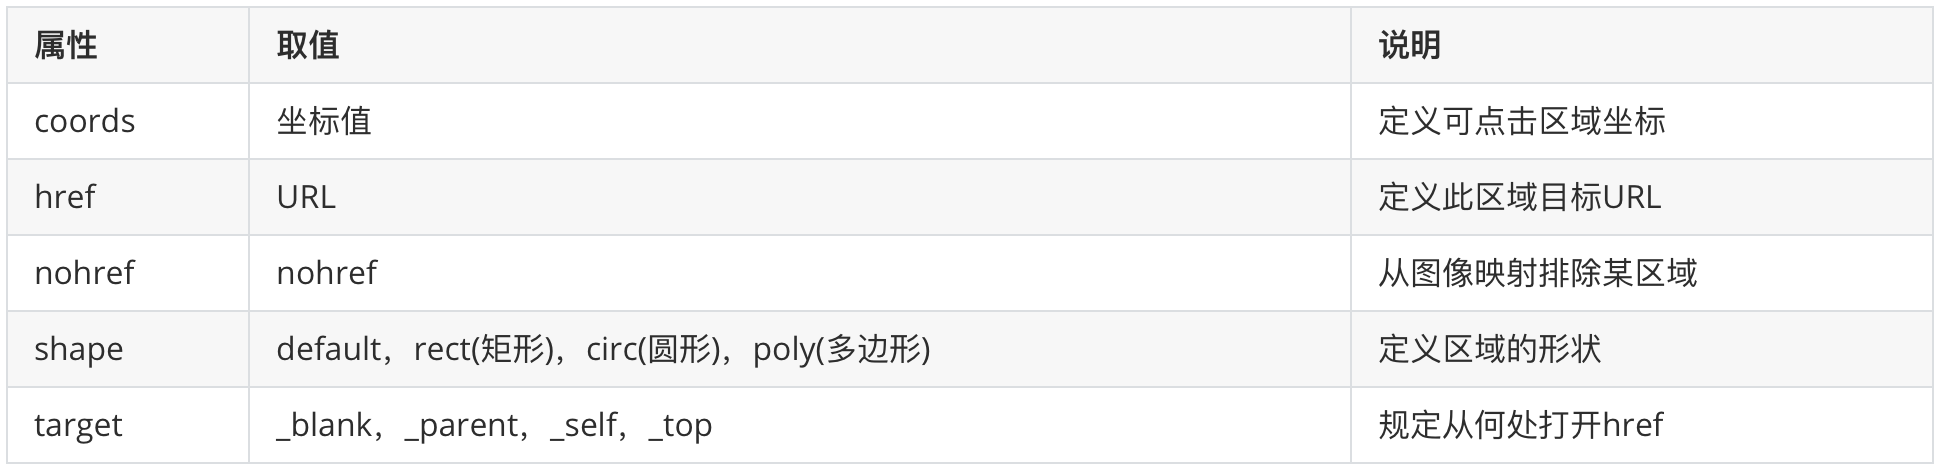 属性 取值 说明
coords 坐标值 定义可点击区域坐标
href URL 定义此区域目标URL
nohref nohref 从图像映射排除某区域
shape default，rect(矩形)，circ(圆形)，poly(多边形) 定义区域的形状
target _blank，_parent，_self，_top 规定从何处打开href